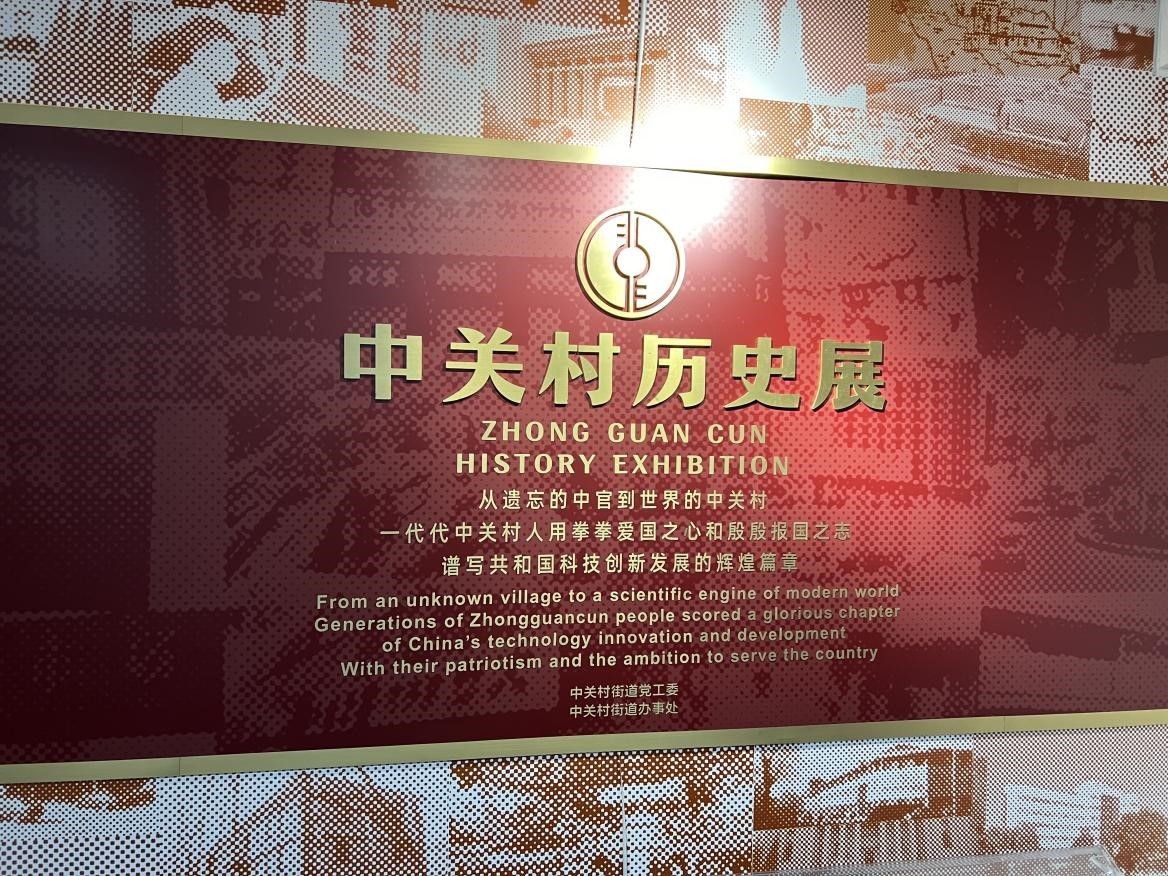 中关村历史展
ZHONG GUAN CUN
HISTORY EXHIBITION
从遗忘的中官到世界的中关村
一代代中关村人用拳拳爱国之心和殷殷报国之志
谱写共和国科技创新发展的辉煌篇章
From an unknown village to a scientific engine of modern world
Generations of Zhongguancun people scored a glorious chapter
of China's technology innovation and development
With their patriotism and the ambition to serve the country
中关村街道党工委
中关村街道办事处